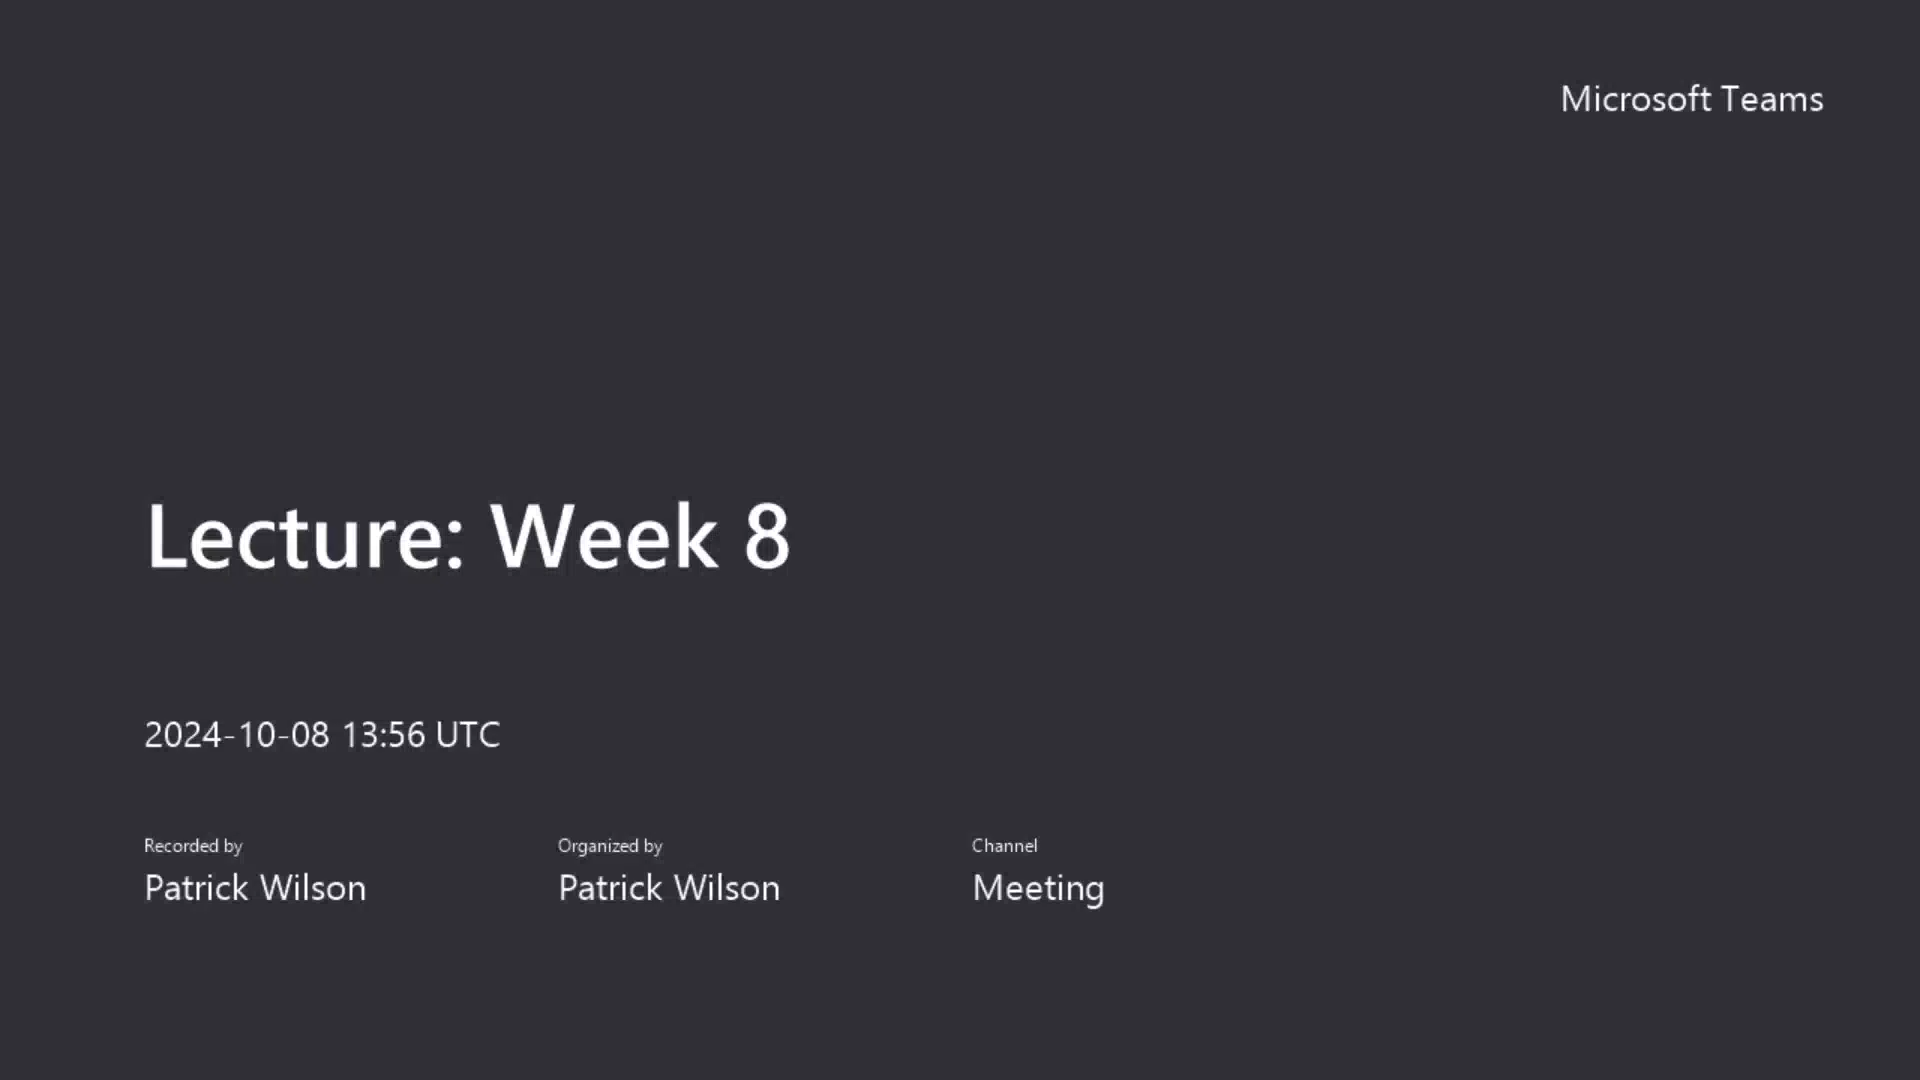 Microsoft Teams
Lecture: Week 8
2024-10-08 13:56 UTC
Recorded by
Patrick Wilson
Organized by
Patrick Wilson
Channel
Meeting